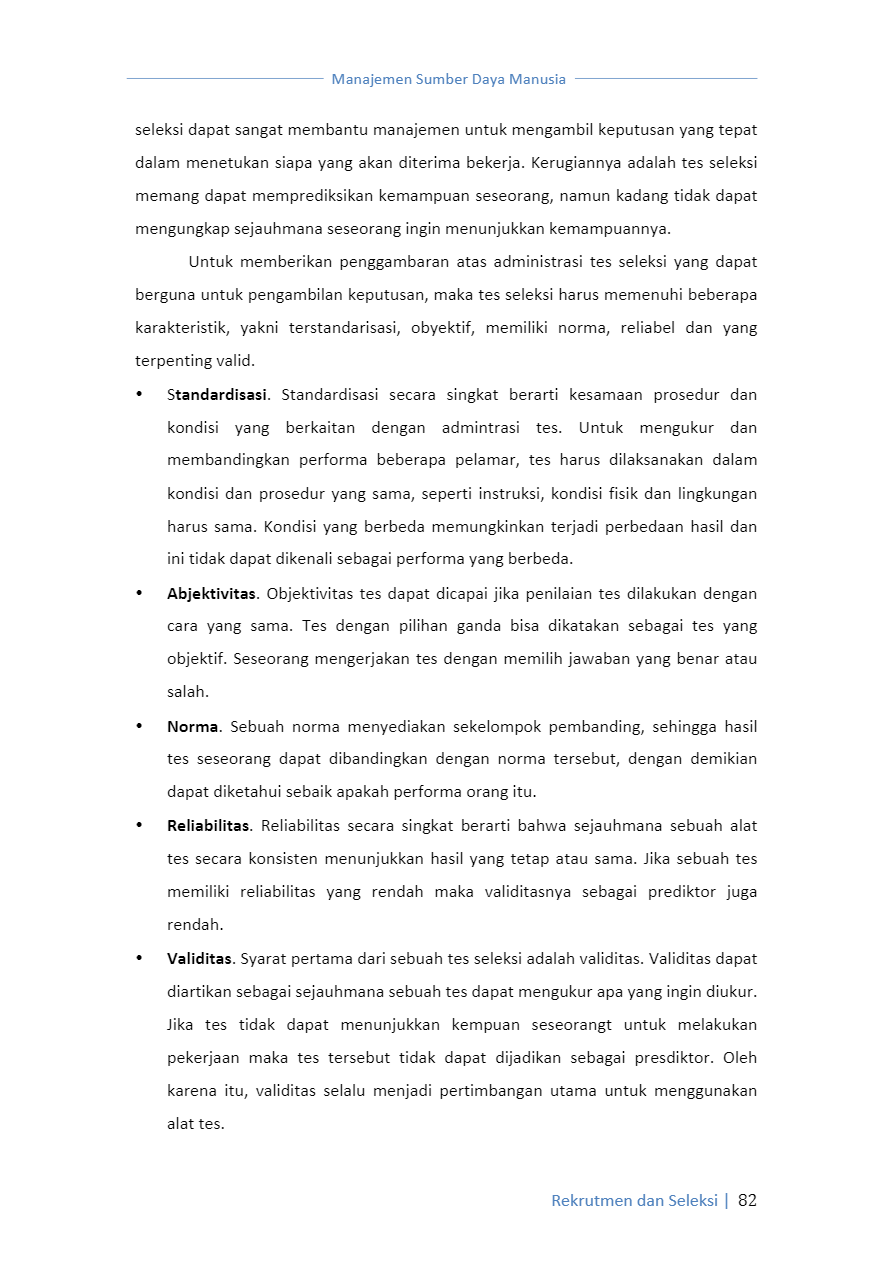 Manajemen Sumber Daya Manusia
seleksi dapat sangat membantu manajemen untuk mengambil keputusan yang tepat
dalam menetukan siapa yang akan diterima bekerja. Kerugiannya adalah tes seleksi
memang dapat memprediksikan kemampuan seseorang, namun kadang tidak dapat
mengungkap sejauhmana seseorang ingin menunjukkan kemampuannya.
Untuk memberikan penggambaran atas administrasi tes seleksi yang dapat
berguna untuk pengambilan keputusan, maka tes seleksi harus memenuhi beberapa
karakteristik, yakni terstandarisasi, obyektif, memiliki norma, reliabel dan yang
terpenting valid.
• Standardisasi. Standardisasi secara singkat berarti kesamaan prosedur dan
kondisi yang berkaitan dengan admintrasi tes. Untuk mengukur dan
membandingkan performa beberapa pelamar, tes harus dilaksanakan dalam
kondisi dan prosedur yang sama, seperti instruksi, kondisi fisik dan lingkungan
harus sama. Kondisi yang berbeda memungkinkan terjadi perbedaan hasil dan
ini tidak dapat dikenali sebagai performa yang berbeda.
• Abjektivitas. Objektivitas tes dapat dicapai jika penilaian tes dilakukan dengan
cara yang sama. Tes dengan pilihan ganda bisa dikatakan sebagai tes yang
objektif. Seseorang mengerjakan tes dengan memilih jawaban yang benar atau
salah.
• Norma. Sebuah norma menyediakan sekelompok pembanding, sehingga hasil
tes seseorang dapat dibandingkan dengan norma tersebut, dengan demikian
dapat diketahui sebaik apakah performa orang itu.
• Reliabilitas. Reliabilitas secara singkat berarti bahwa sejauhmana sebuah alat
tes secara konsisten menunjukkan hasil yang tetap atau sama. Jika sebuah tes
memiliki reliabilitas yang rendah maka validitasnya sebagai prediktor juga
rendah.
• Validitas. Syarat pertama dari sebuah tes seleksi adalah validitas. Validitas dapat
diartikan sebagai sejauhmana sebuah tes dapat mengukur apa yang ingin diukur.
Jika tes tidak dapat menunjukkan kempuan seseorangt untuk melakukan
pekerjaan maka tes tersebut tidak dapat dijadikan sebagai presdiktor. Oleh
karena itu, validitas selalu menjadi pertimbangan utama untuk menggunakan
alat tes.
Rekrutmen dan Seleksi | 82